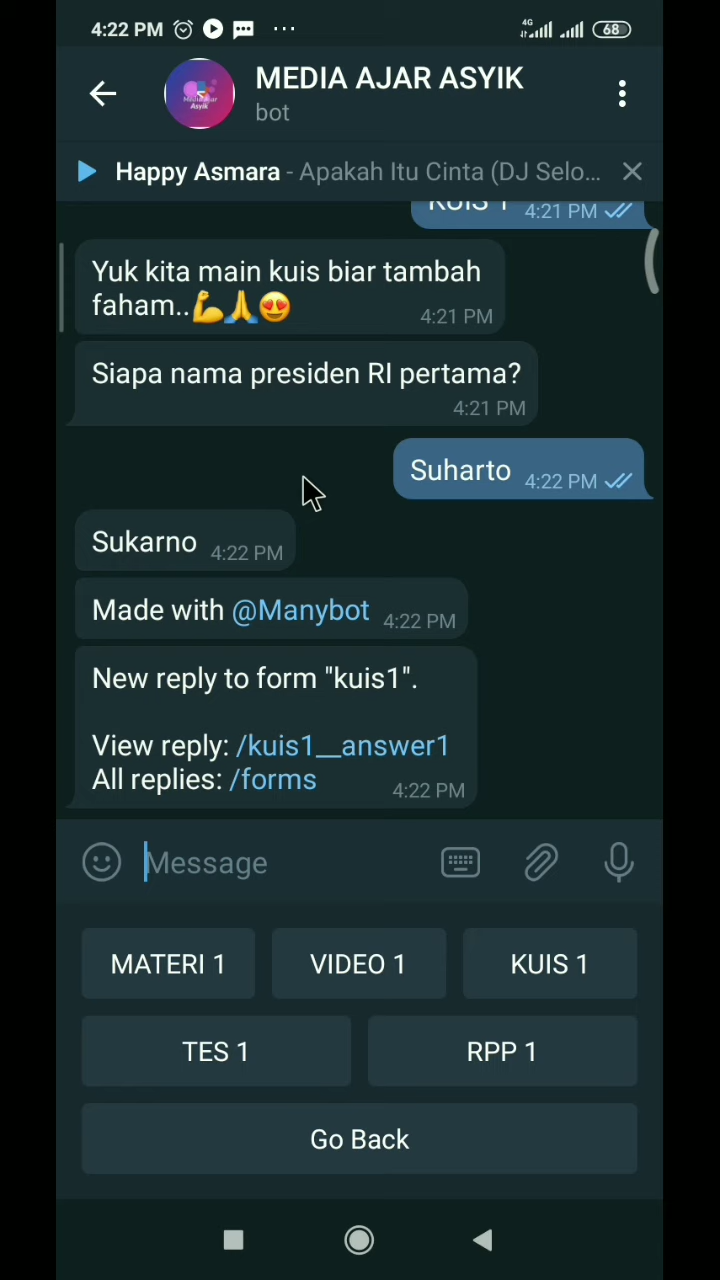 4:22 PM
4G
68
MEDIA AJAR ASYIK
bot
Happy Asmara - Apakah Itu Cinta (DJ Selo...
KUIS 1 4:21 PM
Yuk kita main kuis biar tambah
faham..💪🙏😍 4:21 PM
Siapa nama presiden RI pertama?
4:21 PM
Suharto 4:22 PM
Sukarno 4:22 PM
Made with @Manybot 4:22 PM
New reply to form "kuis1".
View reply: /kuis1__answer1
All replies: /forms 4:22 PM
Message
MATERI 1 VIDEO 1 KUIS 1
TES 1 RPP 1
Go Back